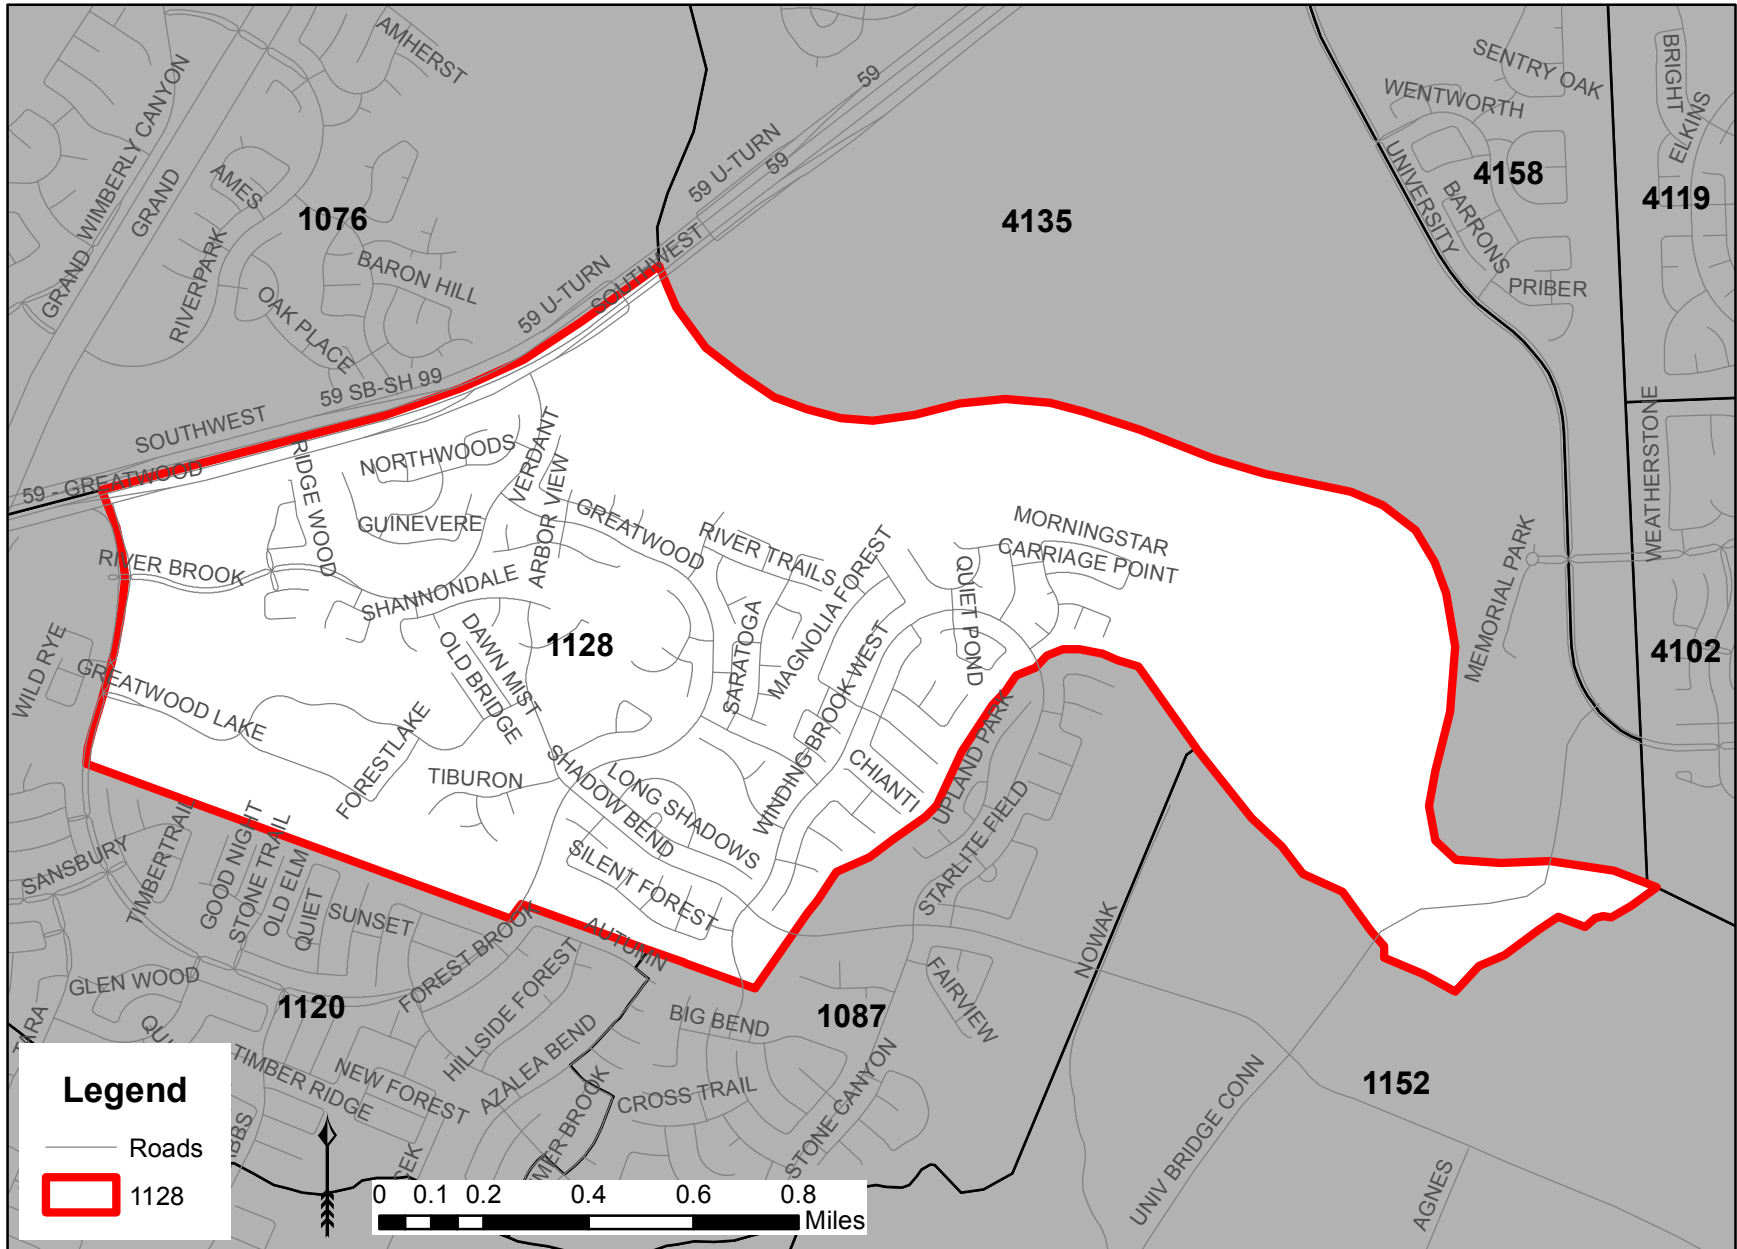 AMHERST
59
BRIGHT
SENTRY OAK
WENTWORTH
ELKINS
GRAND WIMBERLY CANYON
GRAND
AMES
1076
59 U-TURN
59
4135
UNIVERSITY
4158
BARRONS
4119
RIVERPARK
BARON HILL
OAK PLACE
59 U-TURN
SOUTHWEST
PRIBER
59 SB-SH 99
SOUTHWEST
59 - GREATWOOD
RIDGE WOOD
NORTHWOODS
VERDANT
ARBOR VIEW
GUINEVERE
GREATWOOD
RIVER TRAILS
MAGNOLIA FOREST
MORNINGSTAR
CARRIAGE POINT
QUIET POND
MEMORIAL PARK
WEATHERSTONE
RIVER BROOK
SHANNONDALE
DAWN MIST
OLD BRIDGE
1128
SARATOGA
WINDING BROOK WEST
4102
WILD RYE
GREATWOOD LAKE
FORESTLAKE
TIBURON
SHADOW BEND
LONG SHADOWS
CHIANTI
UPLAND PARK
STARLITE FIELD
SILENT FOREST
SANSBURY
TIMBERTRAIL
GOOD NIGHT
STONE TRAIL
OLD ELM
QUIET
SUNSET
FOREST BROOK
AUTUMN
NOWAK
GLEN WOOD
1120
HILLSIDE FOREST
BIG BEND
1087
FAIRVIEW
AZALEA BEND
TIMBER RIDGE
NEW FOREST
CROSS TRAIL
STONE CANYON
1152
UNIV BRIDGE CONN
AGNES
ARA
QUI
BBS
EK
MER BROOK
Legend
Roads
1128
0 0.1 0.2 0.4 0.6 0.8
Miles